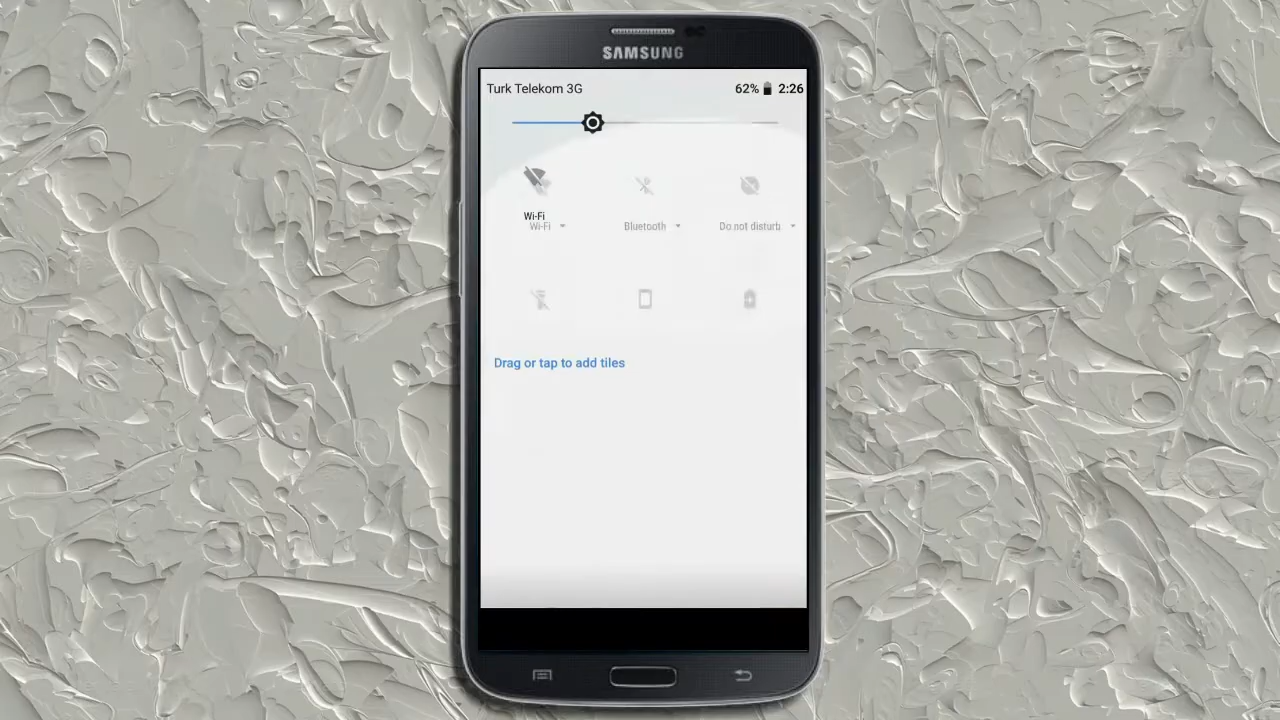 SAMSUNG
Turk Telekom 3G 62% 2:26
Wi-Fi
Wi-Fi Bluetooth Do not disturb
Drag or tap to add tiles